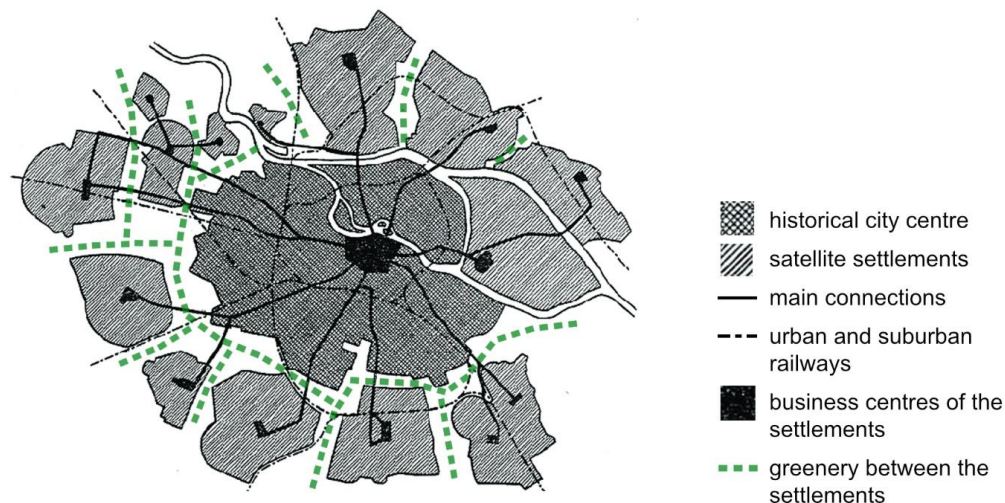 historical city centre
satellite settlements
main connections
urban and suburban
railways
business centres of the
settlements
greenery between the
settlements